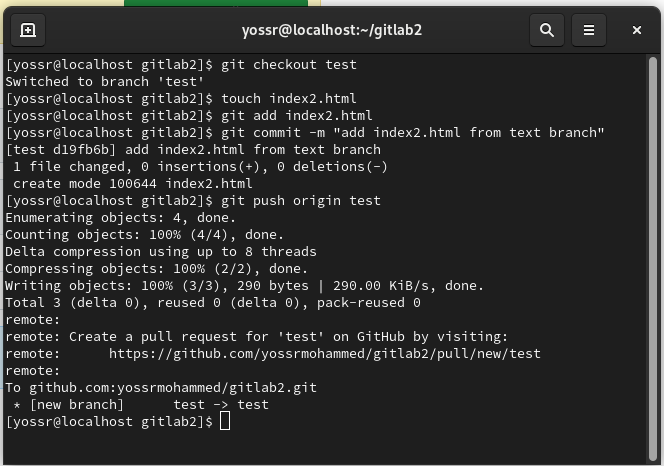 yossr@localhost:~/gitlab2
[yossr@localhost gitlab2]$ git checkout test
Switched to branch 'test'
[yossr@localhost gitlab2]$ touch index2.html
[yossr@localhost gitlab2]$ git add index2.html
[yossr@localhost gitlab2]$ git commit -m "add index2.html from text branch"
[test d19fb6b] add index2.html from text branch
 1 file changed, 0 insertions(+), 0 deletions(-)
 create mode 100644 index2.html
[yossr@localhost gitlab2]$ git push origin test
Enumerating objects: 4, done.
Counting objects: 100% (4/4), done.
Delta compression using up to 8 threads
Compressing objects: 100% (2/2), done.
Writing objects: 100% (3/3), 290 bytes | 290.00 KiB/s, done.
Total 3 (delta 0), reused 0 (delta 0), pack-reused 0
remote:
remote: Create a pull request for 'test' on GitHub by visiting:
remote:      https://github.com/yossrmohammed/gitlab2/pull/new/test
remote:
To github.com:yossrmohammed/gitlab2.git
 * [new branch]      test -> test
[yossr@localhost gitlab2]$